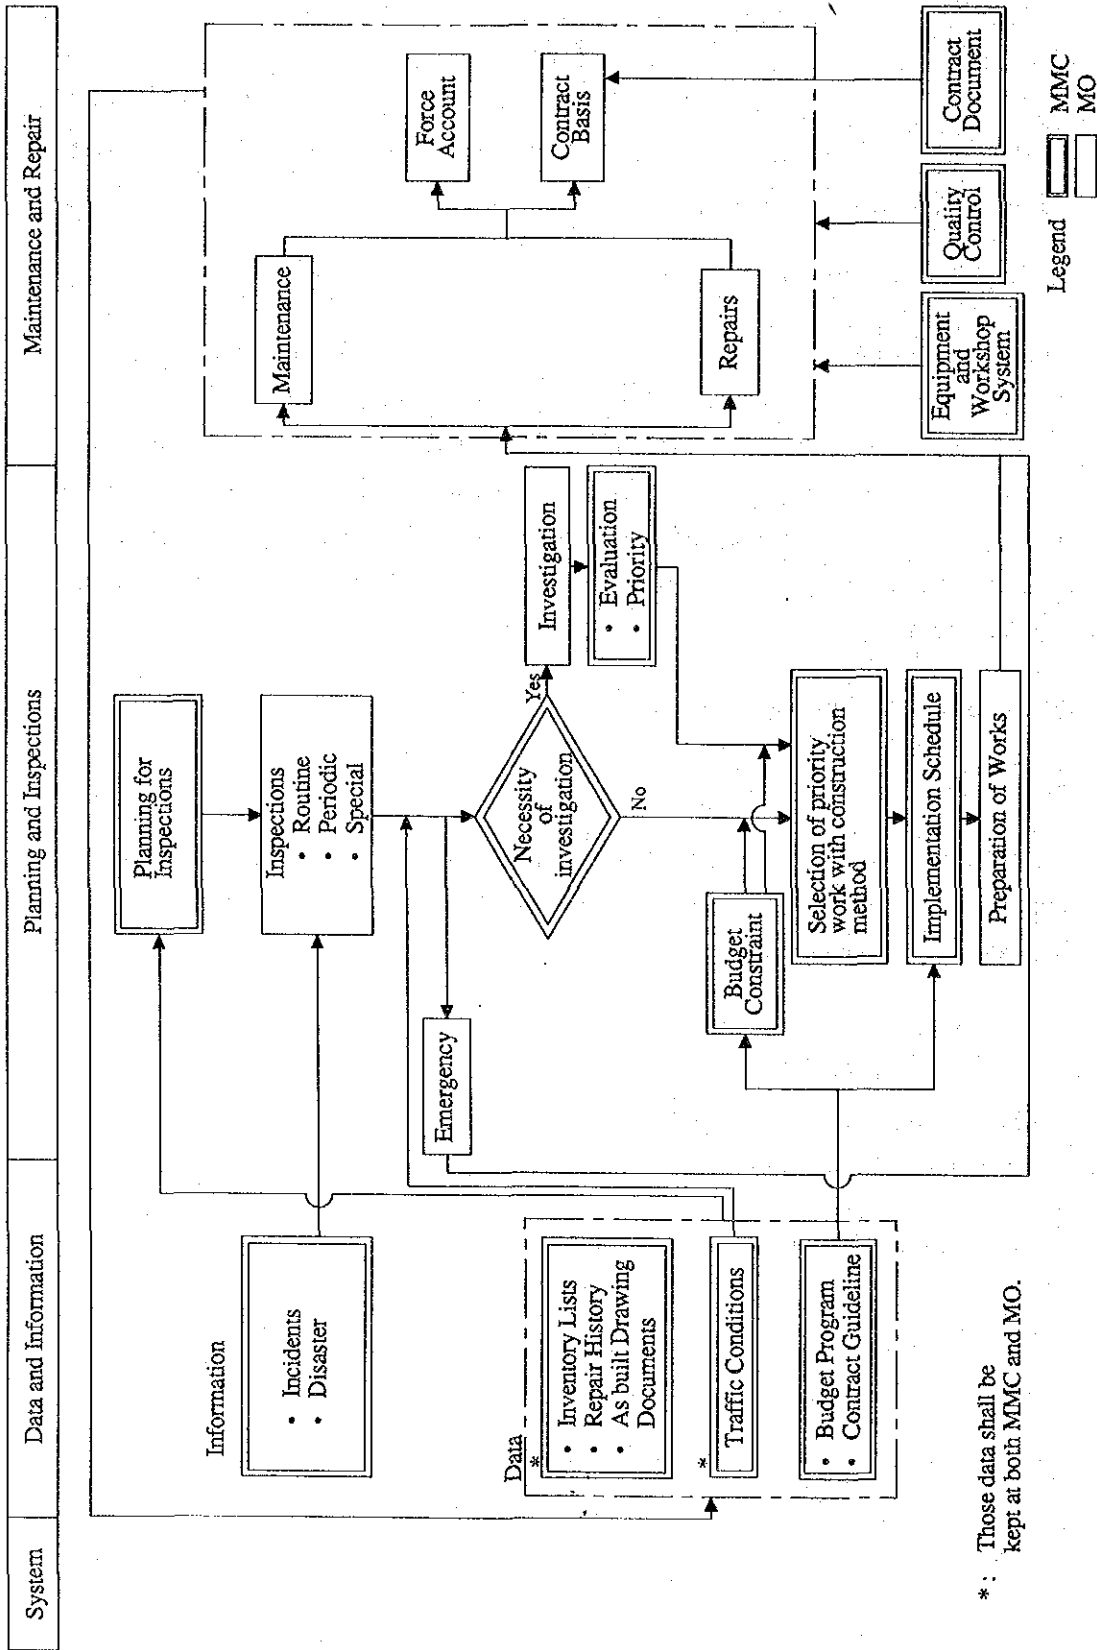 System
Data and Information
Planning and Inspections
Maintenance and Repair
Information
• Incidents
• Disaster
Data
*
• Inventory Lists
• Repair History
• As built Drawing
Documents
*
Traffic Conditions
• Budget Program
• Contract Guideline
* : Those data shall be
kept at both MMC and MO.
Planning for
Inspections
Inspections
• Routine
• Periodic
• Special
Emergency
Necessity
of
investigation
Yes
No
Investigation
• Evaluation
• Priority
Budget
Constraint
Selection of priority
work with construction
method
Implementation Schedule
Preparation of Works
Maintenance
Repairs
Force
Account
Contract
Basis
Equipment
and
Workshop
System
Quality
Control
Contract
Document
Legend
MMC
MO